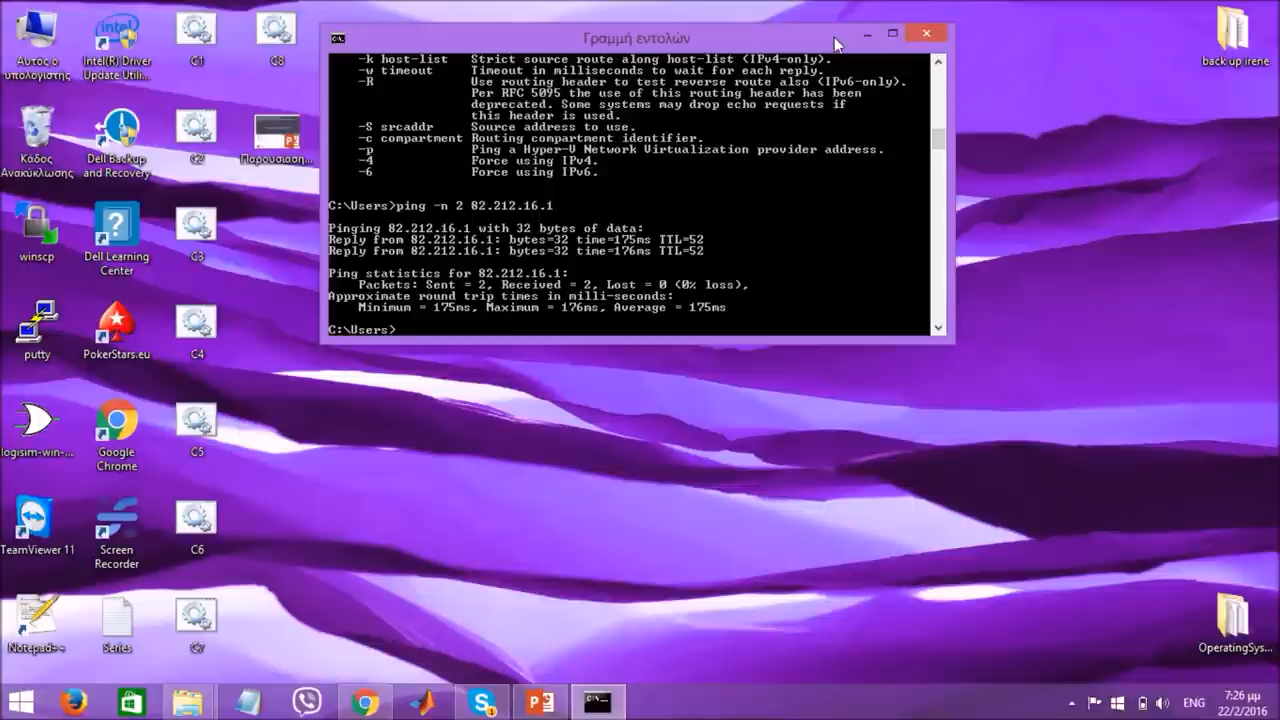 Αυτός ο
υπολογιστής
Intel(R) Driver
Update Utili...
C1
C8
Κάδος
Ανακύκλωσης
Dell Backup
and Recovery
C2
Παρουσίαση...
winscp
Dell Learning
Center
C3
putty
PokerStars.eu
C4
logisim-win-...
Google
Chrome
C5
TeamViewer 11
Screen
Recorder
C6
Notepad++
Series
C7
Γραμμή εντολών
-k host-list Strict source route along host-list (IPv4-only).
-w timeout Timeout in milliseconds to wait for each reply.
-R Use routing header to test reverse route also (IPv6-only).
Per RFC 5095 the use of this routing header has been
deprecated. Some systems may drop echo requests if
this header is used.
-S srcaddr Source address to use.
-c compartment Routing compartment identifier.
-p Ping a Hyper-V Network Virtualization provider address.
-4 Force using IPv4.
-6 Force using IPv6.
C:\Users>ping -n 2 82.212.16.1
Pinging 82.212.16.1 with 32 bytes of data:
Reply from 82.212.16.1: bytes=32 time=175ms TTL=52
Reply from 82.212.16.1: bytes=32 time=176ms TTL=52
Ping statistics for 82.212.16.1:
Packets: Sent = 2, Received = 2, Lost = 0 (0% loss),
Approximate round trip times in milli-seconds:
Minimum = 175ms, Maximum = 176ms, Average = 175ms
C:\Users>
back up irene
OperatingSys...
ENG
7:26 μμ
22/2/2016